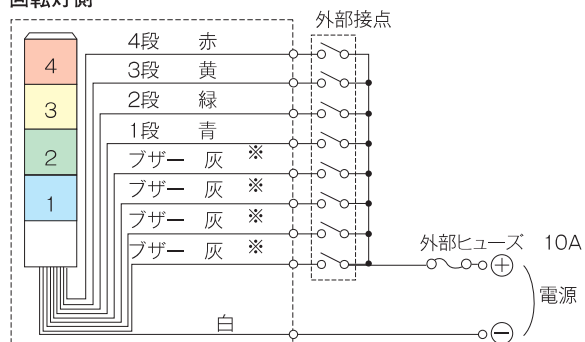 回転灯側
外部接点
4段 赤
3段 黄
2段 緑
1段 青
ブザー 灰 ※
ブザー 灰 ※
ブザー 灰 ※
ブザー 灰 ※
白
4
3
2
1
外部ヒューズ 10A
+
電源
−